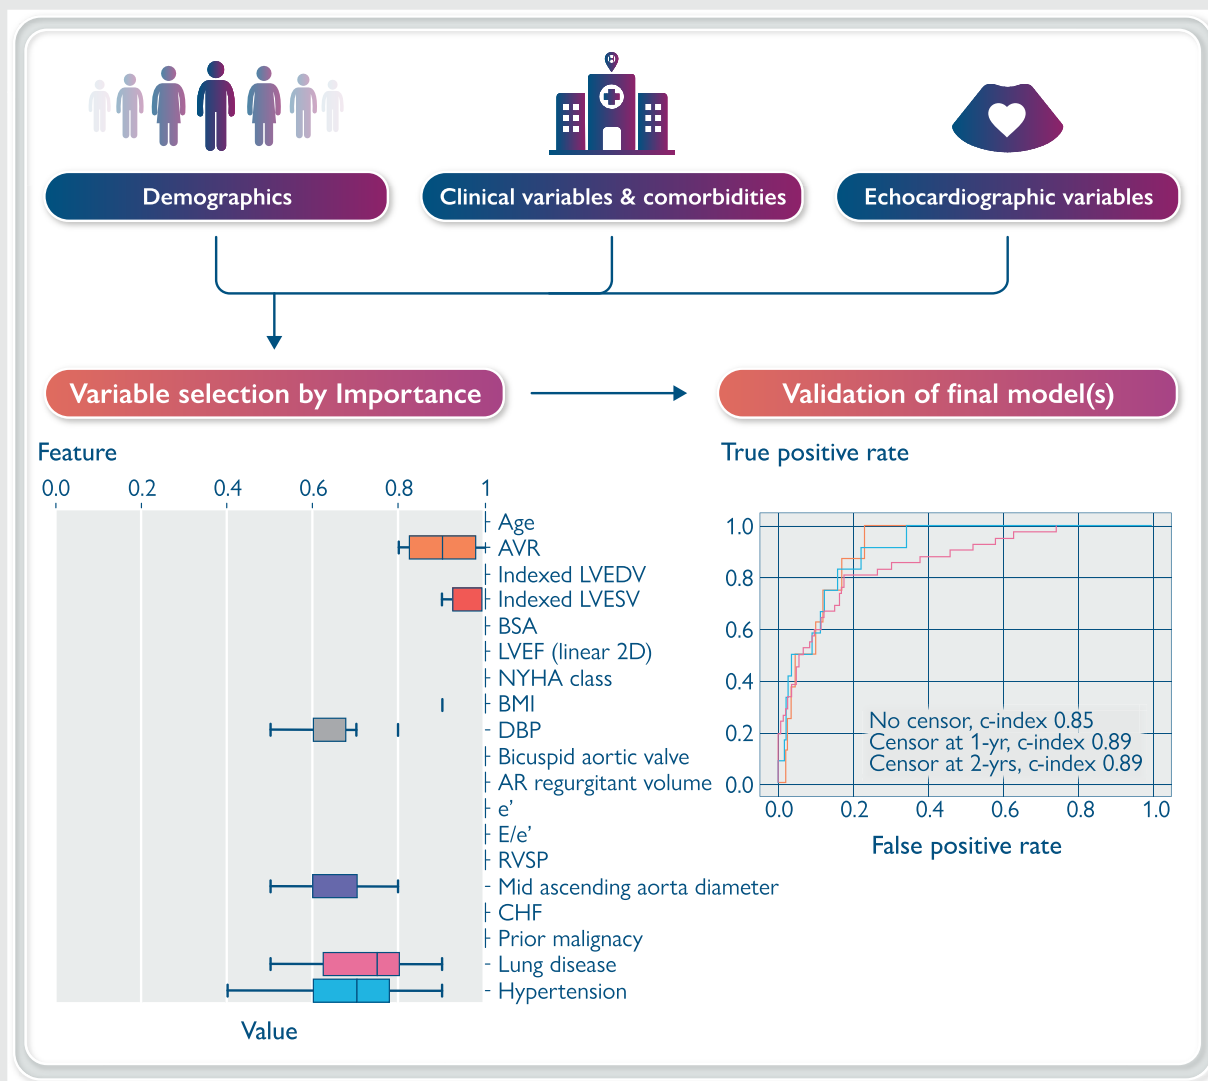 H
Demographics
Clinical variables & comorbidities
Echocardiographic variables
Variable selection by Importance
Validation of final model(s)
Feature
0.0 0.2 0.4 0.6 0.8 1
Age
AVR
Indexed LVEDV
Indexed LVESV
BSA
LVEF (linear 2D)
NYHA class
BMI
DBP
Bicuspid aortic valve
AR regurgitant volume
e’
E/e’
RVSP
Mid ascending aorta diameter
CHF
Prior malignacy
Lung disease
Hypertension
Value
True positive rate
1.0
0.8
0.6
0.4
0.2
0.0
No censor, c-index 0.85
Censor at 1-yr, c-index 0.89
Censor at 2-yrs, c-index 0.89
0.0 0.2 0.4 0.6 0.8 1.0
False positive rate